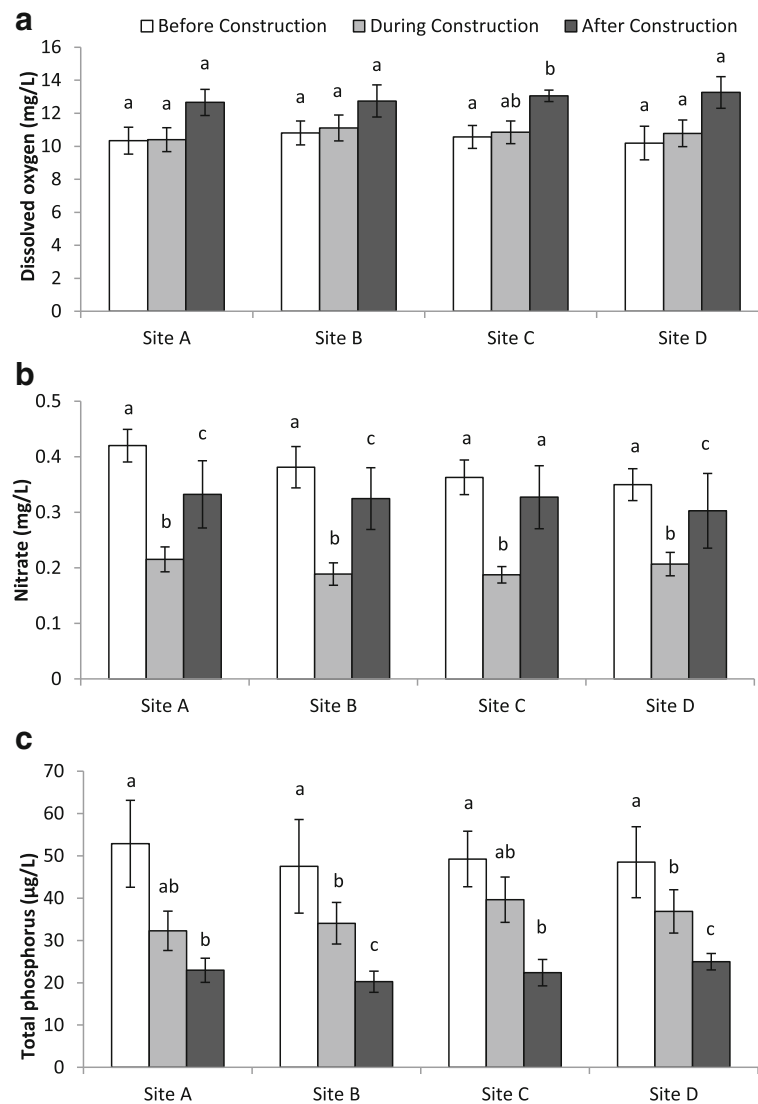 a
Before Construction During Construction After Construction
Dissolved oxygen (mg/L)
16
14
12
10
8
6
4
2
0
a a a
a a a
a ab b
a a a
Site A Site B Site C Site D
b
Nitrate (mg/L)
0.5
0.4
0.3
0.2
0.1
0
a b c
a b c
a b a
a b c
Site A Site B Site C Site D
c
Total phosphorus (µg/L)
70
60
50
40
30
20
10
0
a ab b
a b c
a ab b
a b c
Site A Site B Site C Site D